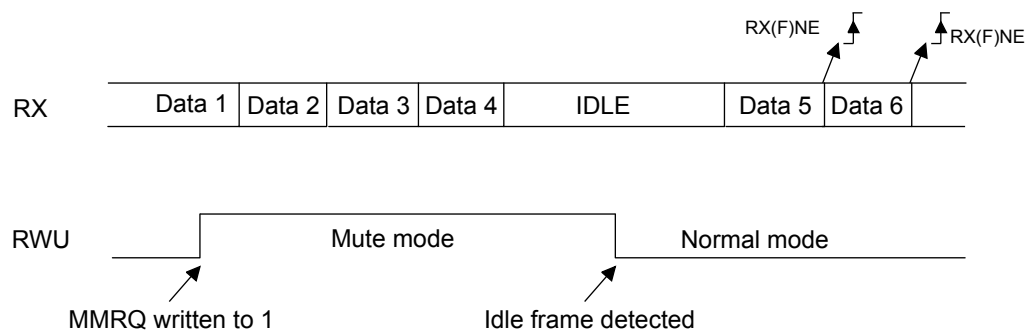 RX(F)NE
RX(F)NE
RX
Data 1
Data 2
Data 3
Data 4
IDLE
Data 5
Data 6
RWU
Mute mode
Normal mode
MMRQ written to 1
Idle frame detected